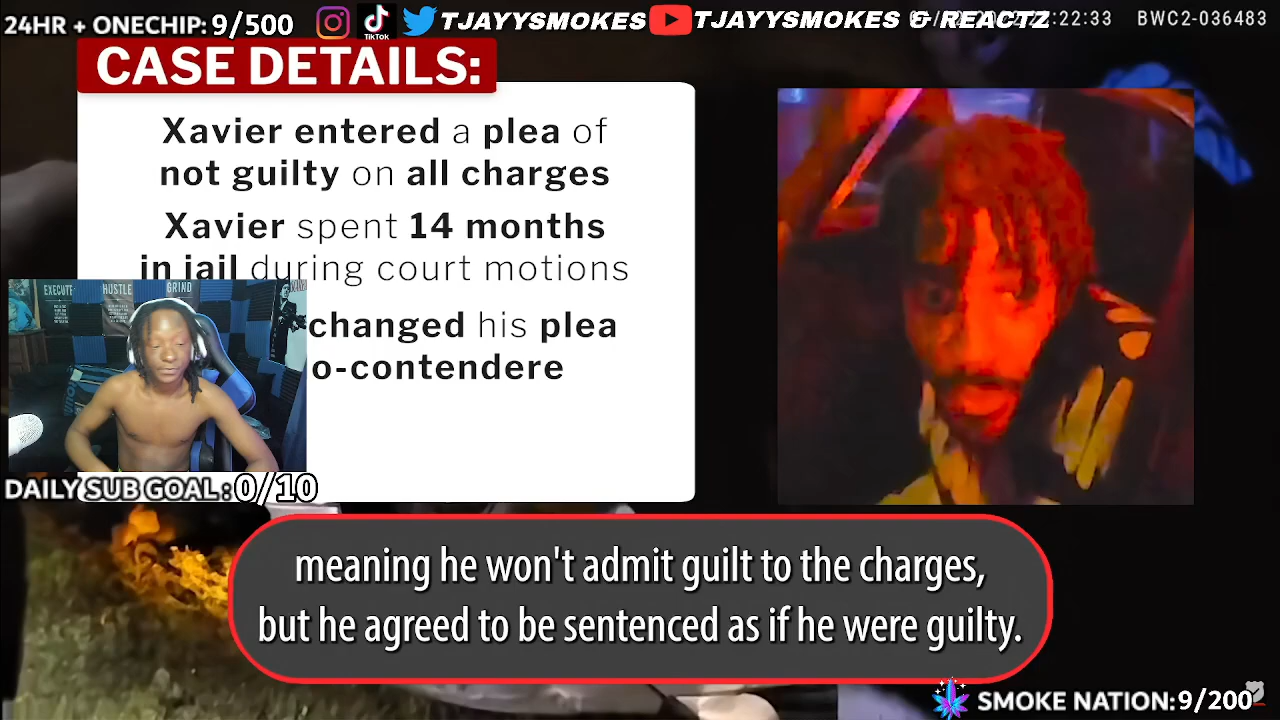 24HR + ONECHIP: 9/500
TikTok
TJAYYSMOKES
TJAYYSMOKES & REACTZ
:22:33
BWC2-036483
CASE DETAILS:
Xavier entered a plea of
not guilty on all charges
Xavier spent 14 months
in jail during court motions
changed his plea
o-contendere
EXECUTE
HUSTLE
GRIND
DAILY SUB GOAL: 0/10
meaning he won't admit guilt to the charges,
but he agreed to be sentenced as if he were guilty.
SMOKE NATION: 9/200